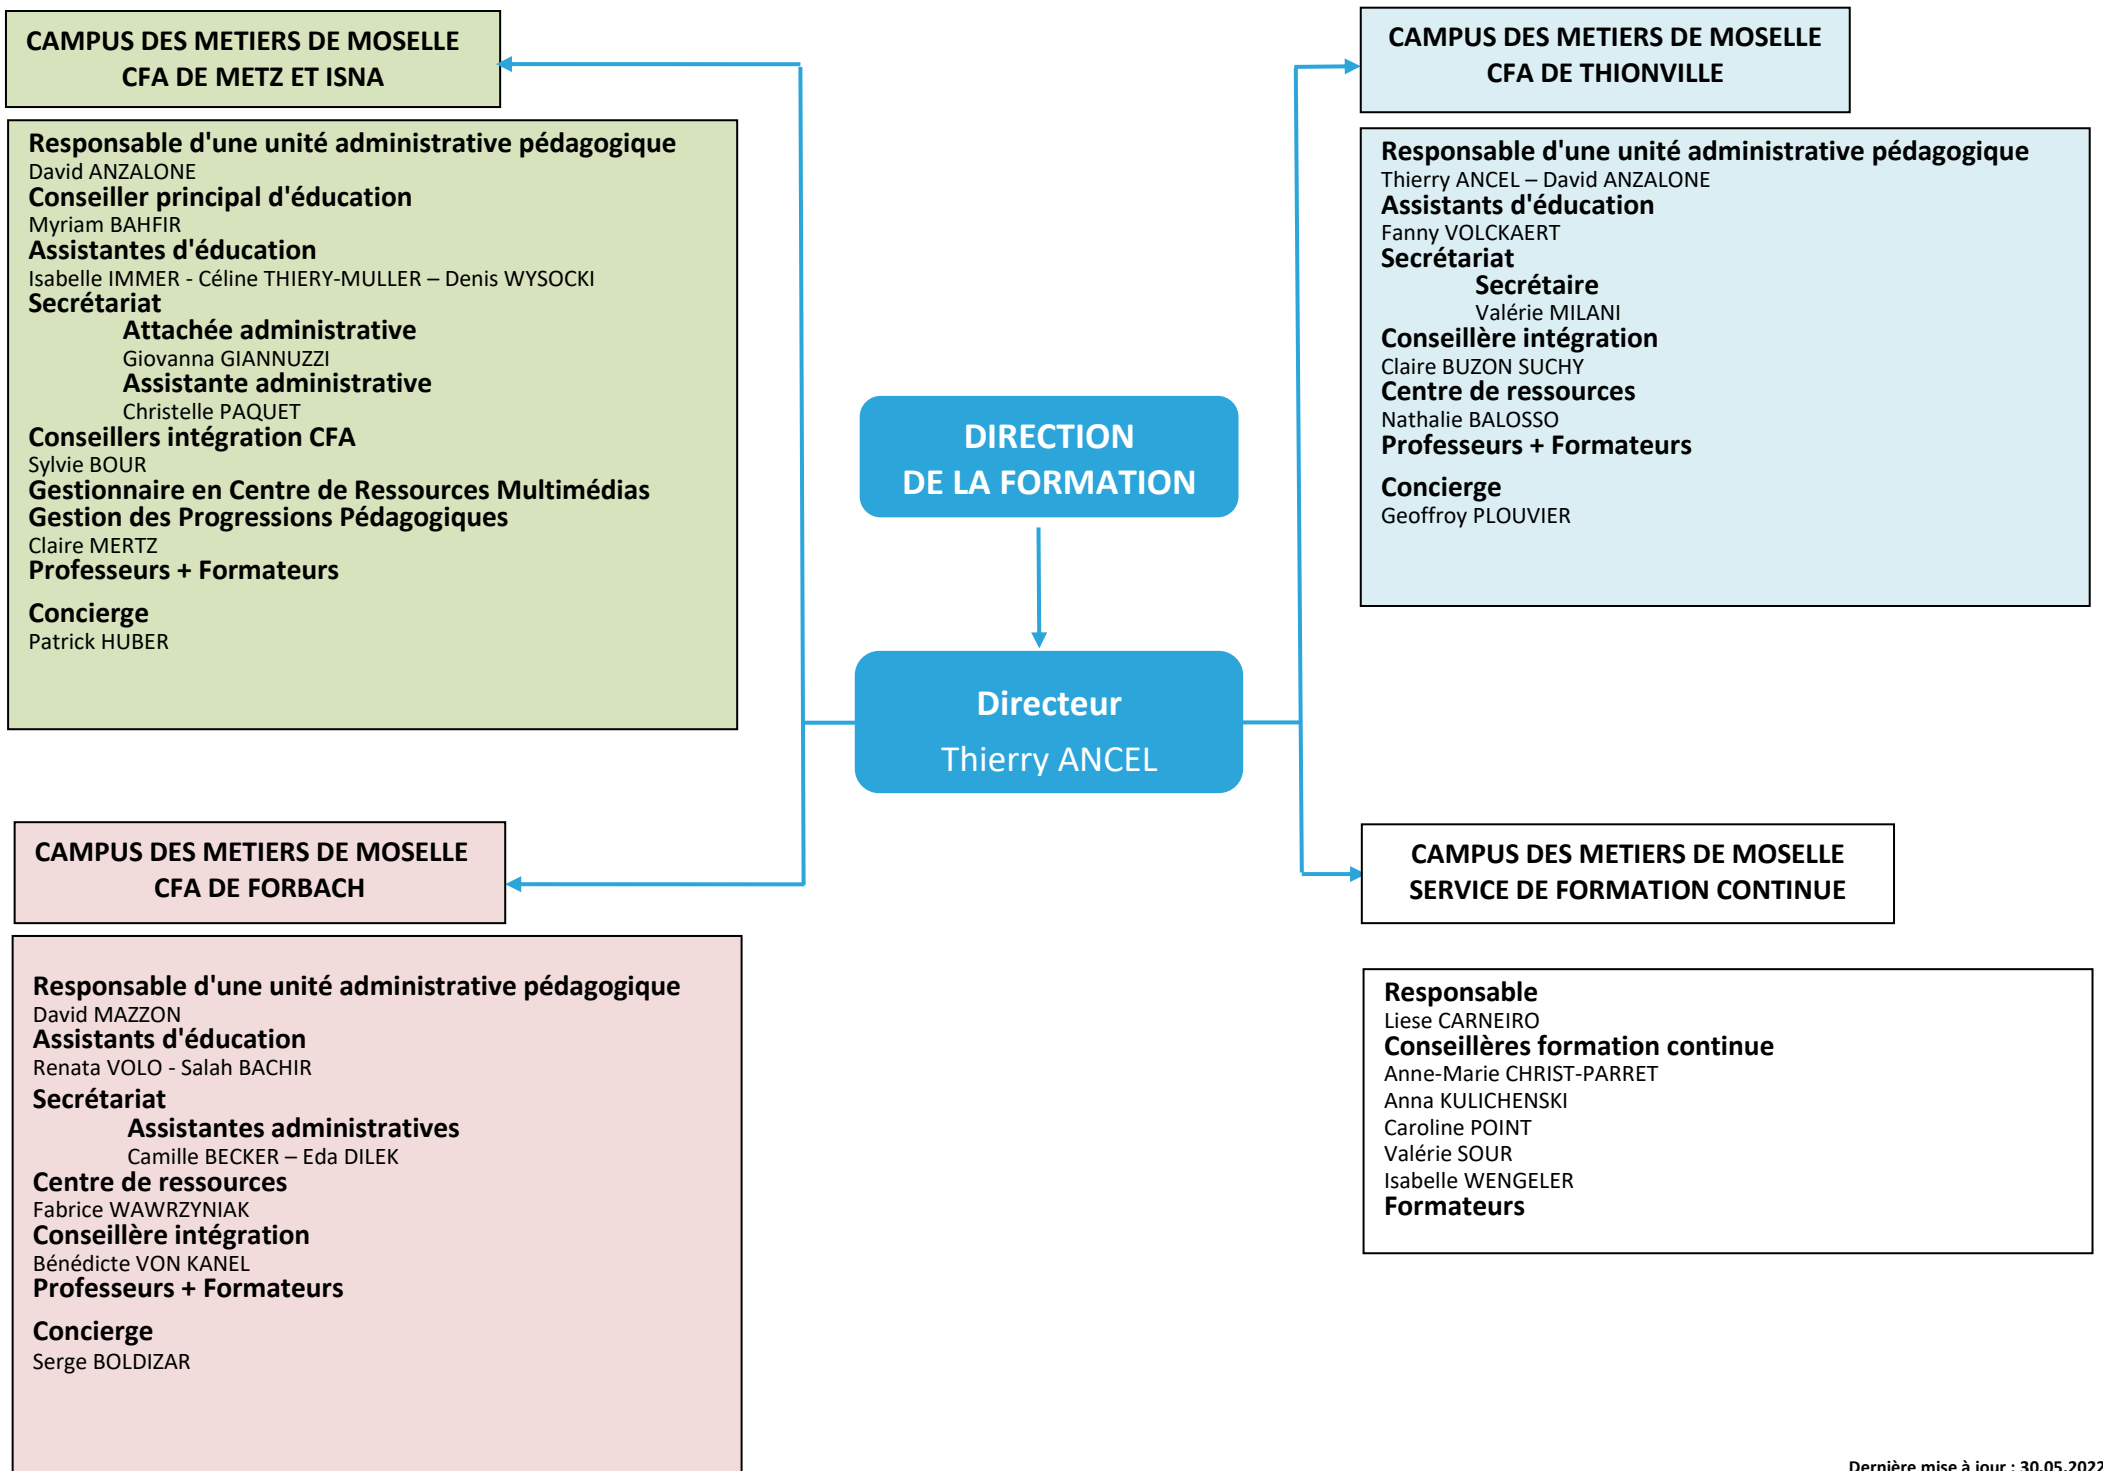 CAMPUS DES METIERS DE MOSELLE
CFA DE METZ ET ISNA
Responsable d'une unité administrative pédagogique
David ANZALONE
Conseiller principal d'éducation
Myriam BAHFIR
Assistantes d'éducation
Isabelle IMMER - Céline THIERY-MULLER – Denis WYSOCKI
Secrétariat
Attachée administrative
Giovanna GIANNUZZI
Assistante administrative
Christelle PAQUET
Conseillers intégration CFA
Sylvie BOUR
Gestionnaire en Centre de Ressources Multimédias
Gestion des Progressions Pédagogiques
Claire MERTZ
Professeurs + Formateurs
Concierge
Patrick HUBER
CAMPUS DES METIERS DE MOSELLE
CFA DE THIONVILLE
Responsable d'une unité administrative pédagogique
Thierry ANCEL – David ANZALONE
Assistants d'éducation
Fanny VOLCKAERT
Secrétariat
Secrétaire
Valérie MILANI
Conseillère intégration
Claire BUZON SUCHY
Centre de ressources
Nathalie BALOSSO
Professeurs + Formateurs
Concierge
Geoffroy PLOUVIER
DIRECTION
DE LA FORMATION
Directeur
Thierry ANCEL
CAMPUS DES METIERS DE MOSELLE
CFA DE FORBACH
Responsable d'une unité administrative pédagogique
David MAZZON
Assistants d'éducation
Renata VOLO - Salah BACHIR
Secrétariat
Assistantes administratives
Camille BECKER – Eda DILEK
Centre de ressources
Fabrice WAWRZYNIAK
Conseillère intégration
Bénédicte VON KANEL
Professeurs + Formateurs
Concierge
Serge BOLDIZAR
CAMPUS DES METIERS DE MOSELLE
SERVICE DE FORMATION CONTINUE
Responsable
Liese CARNEIRO
Conseillères formation continue
Anne-Marie CHRIST-PARRET
Anna KULICHENSKI
Caroline POINT
Valérie SOUR
Isabelle WENGELER
Formateurs
Dernière mise à jour : 30.05.2022